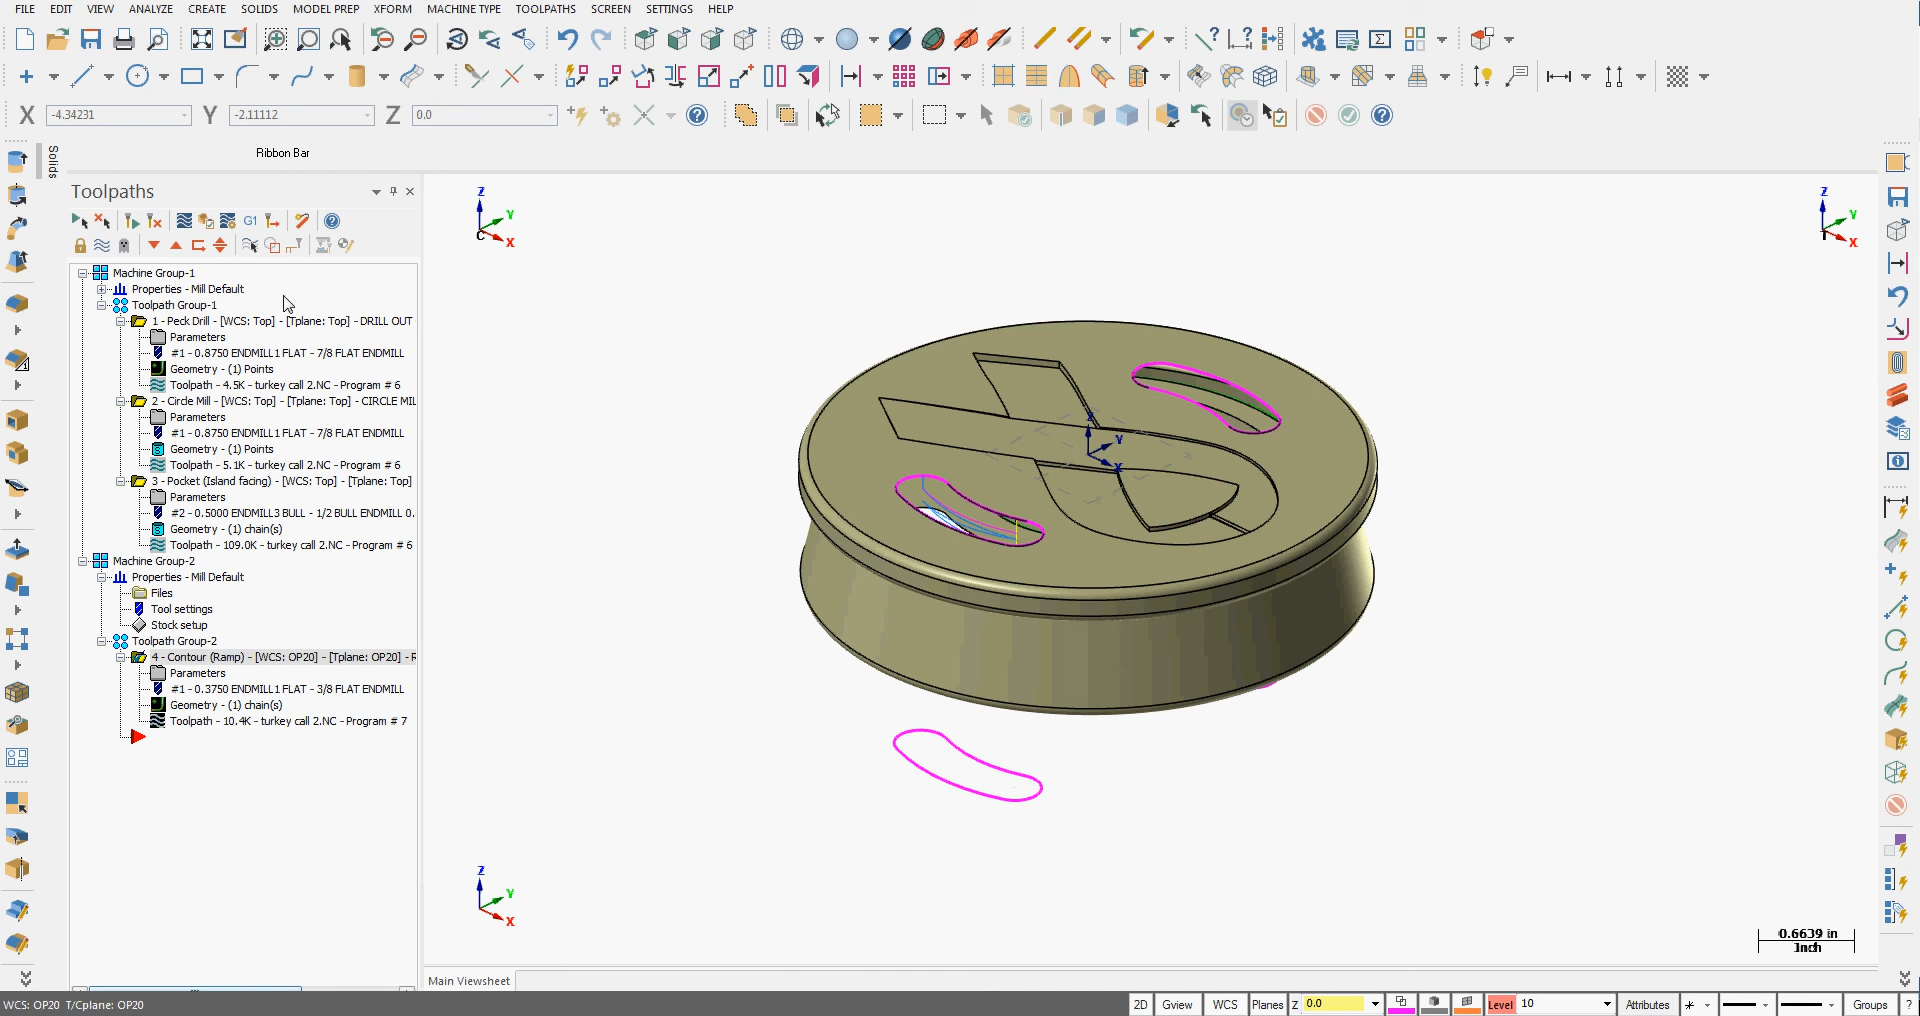 FILE EDIT VIEW ANALYZE CREATE SOLIDS MODEL PREP XFORM MACHINE TYPE TOOLPATHS SCREEN SETTINGS HELP
X -4.34231 Y -2.11112 Z 0.0
Ribbon Bar
Solids
Toolpaths
G1
Machine Group-1
Properties - Mill Default
Toolpath Group-1
1 - Peck Drill - [WCS: Top] - [Tplane: Top] - DRILL OUT
Parameters
#1 - 0.8750 ENDMILL1 FLAT - 7/8 FLAT ENDMILL
Geometry - (1) Points
Toolpath - 4.5K - turkey call 2.NC - Program # 6
2 - Circle Mill - [WCS: Top] - [Tplane: Top] - CIRCLE MIL
Parameters
#1 - 0.8750 ENDMILL1 FLAT - 7/8 FLAT ENDMILL
Geometry - (1) Points
Toolpath - 5.1K - turkey call 2.NC - Program # 6
3 - Pocket (Island facing) - [WCS: Top] - [Tplane: Top]
Parameters
#2 - 0.5000 ENDMILL3 BULL - 1/2 BULL ENDMILL 0.
Geometry - (1) chain(s)
Toolpath - 109.0K - turkey call 2.NC - Program # 6
Machine Group-2
Properties - Mill Default
Files
Tool settings
Stock setup
Toolpath Group-2
4 - Contour (Ramp) - [WCS: OP20] - [Tplane: OP20] - R
Parameters
#1 - 0.3750 ENDMILL1 FLAT - 3/8 FLAT ENDMILL
Geometry - (1) chain(s)
Toolpath - 10.4K - turkey call 2.NC - Program # 7
Z Y X C
Z Y X T
Z Y X
Z Y X
0.6639 in
Inch
Main Viewsheet
WCS: OP20 T/Cplane: OP20
2D Gview WCS Planes Z 0.0 Level 10 Attributes Groups ?